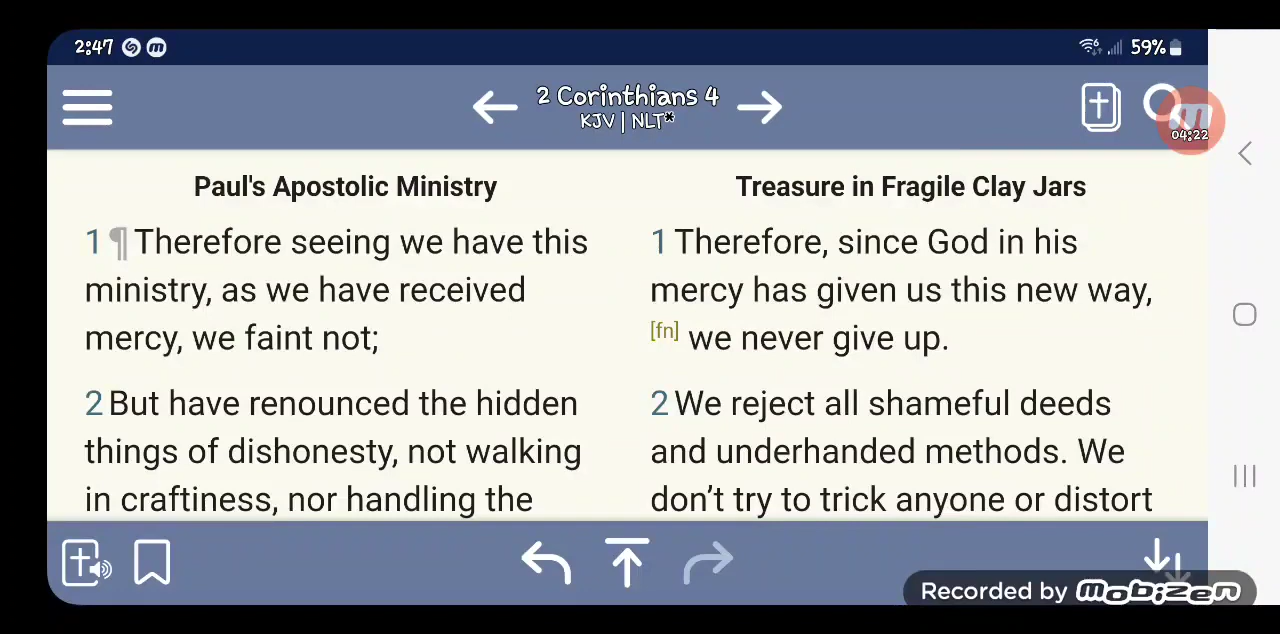 2:47 59%
2 Corinthians 4
KJV | NLT*
04:22
Paul's Apostolic Ministry
1 ¶ Therefore seeing we have this
ministry, as we have received
mercy, we faint not;
2 But have renounced the hidden
things of dishonesty, not walking
in craftiness, nor handling the
Treasure in Fragile Clay Jars
1 Therefore, since God in his
mercy has given us this new way,
[fn] we never give up.
2 We reject all shameful deeds
and underhanded methods. We
don’t try to trick anyone or distort
Recorded by mobizen